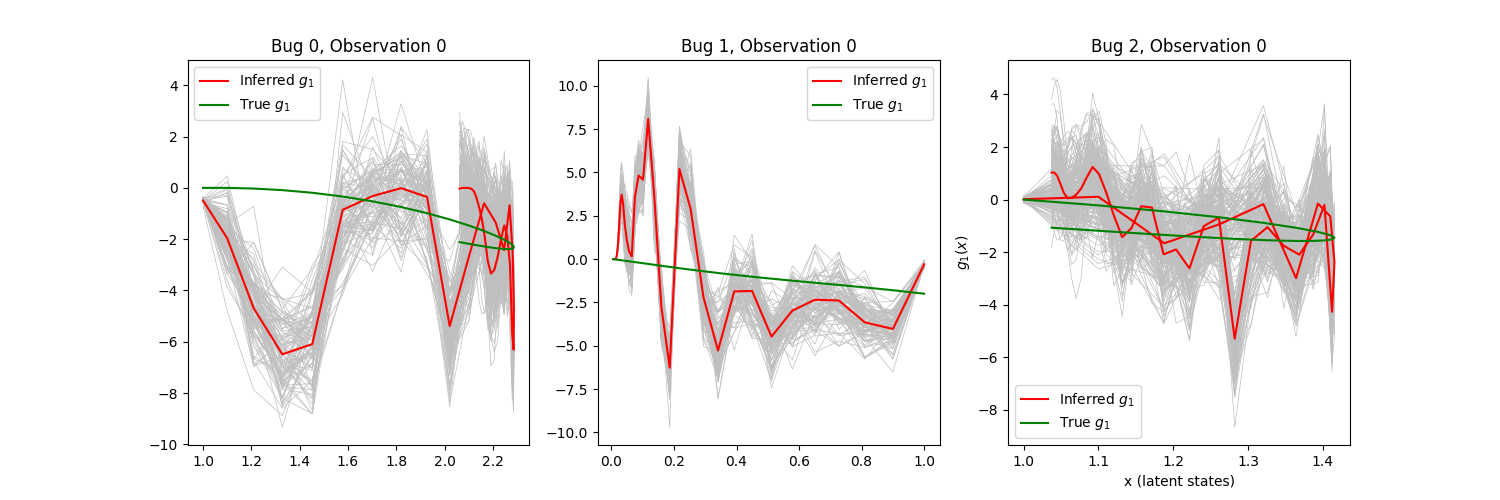 Bug 0, Observation 0
Inferred g₁
True g₁
4
2
0
−2
−4
−6
−8
−10
1.0 1.2 1.4 1.6 1.8 2.0 2.2
Bug 1, Observation 0
Inferred g₁
True g₁
10.0
7.5
5.0
2.5
0.0
−2.5
−5.0
−7.5
−10.0
0.0 0.2 0.4 0.6 0.8 1.0
Bug 2, Observation 0
g₁(x)
4
2
0
−2
−4
−6
−8
Inferred g₁
True g₁
1.0 1.1 1.2 1.3 1.4
x (latent states)